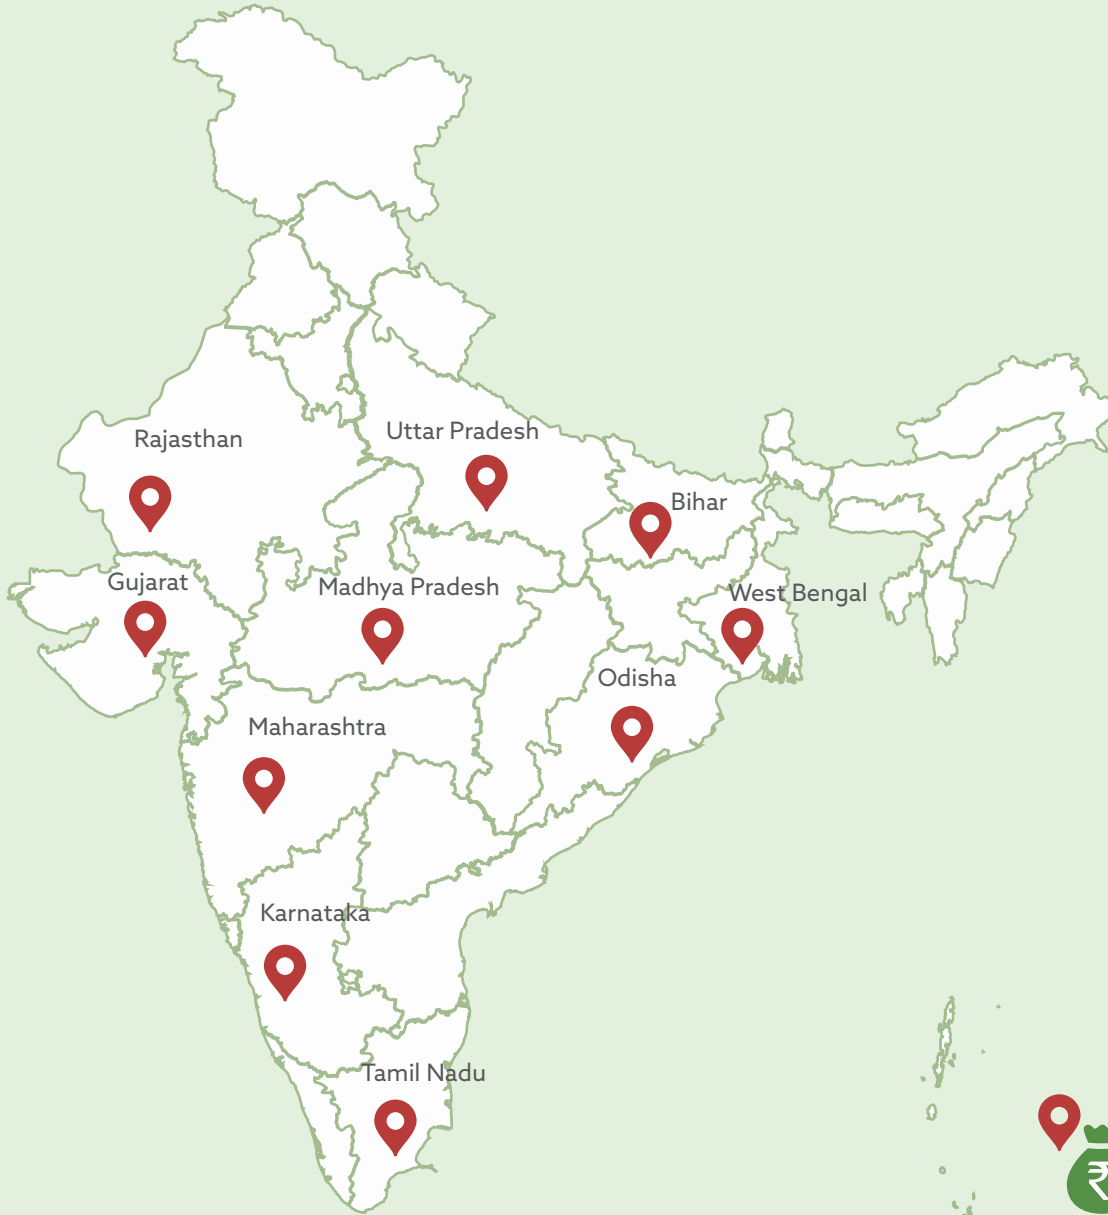 Uttar Pradesh
Rajasthan
Bihar
Gujarat
Madhya Pradesh
West Bengal
Odisha
Maharashtra
Karnataka
Tamil Nadu
₹